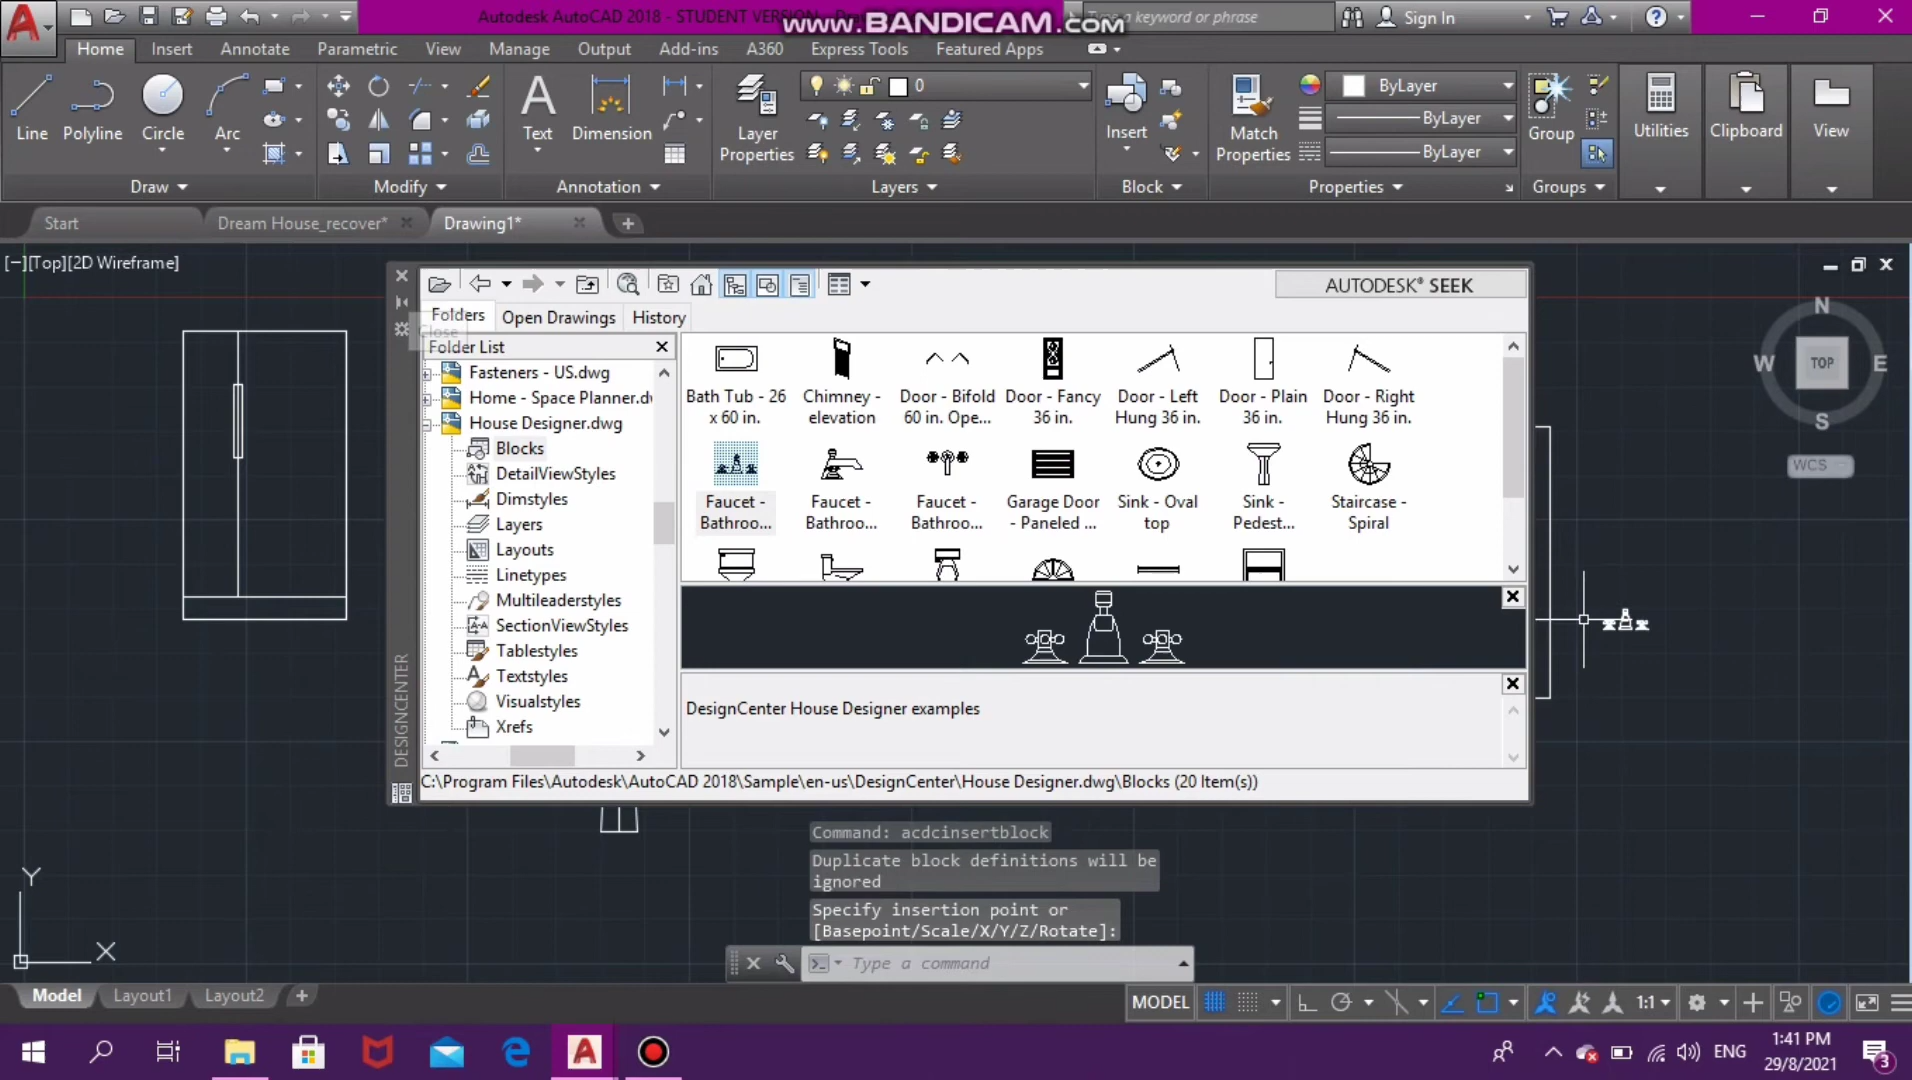 Autodesk AutoCAD 2018 - STUDENT VERSION
www.BANDICAM.com
Type a keyword or phrase
Sign In
Home Insert Annotate Parametric View Manage Output Add-ins A360 Express Tools Featured Apps
Line Polyline Circle Arc
Text Dimension
Layer Properties
0
Insert
Match Properties
ByLayer
ByLayer
ByLayer
Group
Utilities Clipboard View
Draw Modify Annotation Layers Block Properties Groups
Start Dream House_recover* Drawing1*
[−][Top][2D Wireframe]
AUTODESK® SEEK
Folders Open Drawings History
Close
Folder List
Fasteners - US.dwg
Home - Space Planner.dw
House Designer.dwg
Blocks
DetailViewStyles
Dimstyles
Layers
Layouts
Linetypes
Multileaderstyles
SectionViewStyles
Tablestyles
Textstyles
Visualstyles
Xrefs
DESIGNCENTER
Bath Tub - 26 x 60 in.
Chimney - elevation
Door - Bifold 60 in. Ope...
Door - Fancy 36 in.
Door - Left Hung 36 in.
Door - Plain 36 in.
Door - Right Hung 36 in.
Faucet - Bathroo...
Faucet - Bathroo...
Faucet - Bathroo...
Garage Door - Paneled ...
Sink - Oval top
Sink - Pedest...
Staircase - Spiral
DesignCenter House Designer examples
C:\Program Files\Autodesk\AutoCAD 2018\Sample\en-us\DesignCenter\House Designer.dwg\Blocks (20 Item(s))
N
W TOP E
S
WCS
Command: acdcinsertblock
Duplicate block definitions will be
ignored
Specify insertion point or
[Basepoint/Scale/X/Y/Z/Rotate]:
Type a command
Y
X
Model Layout1 Layout2
MODEL 1:1
ENG
1:41 PM
29/8/2021
3